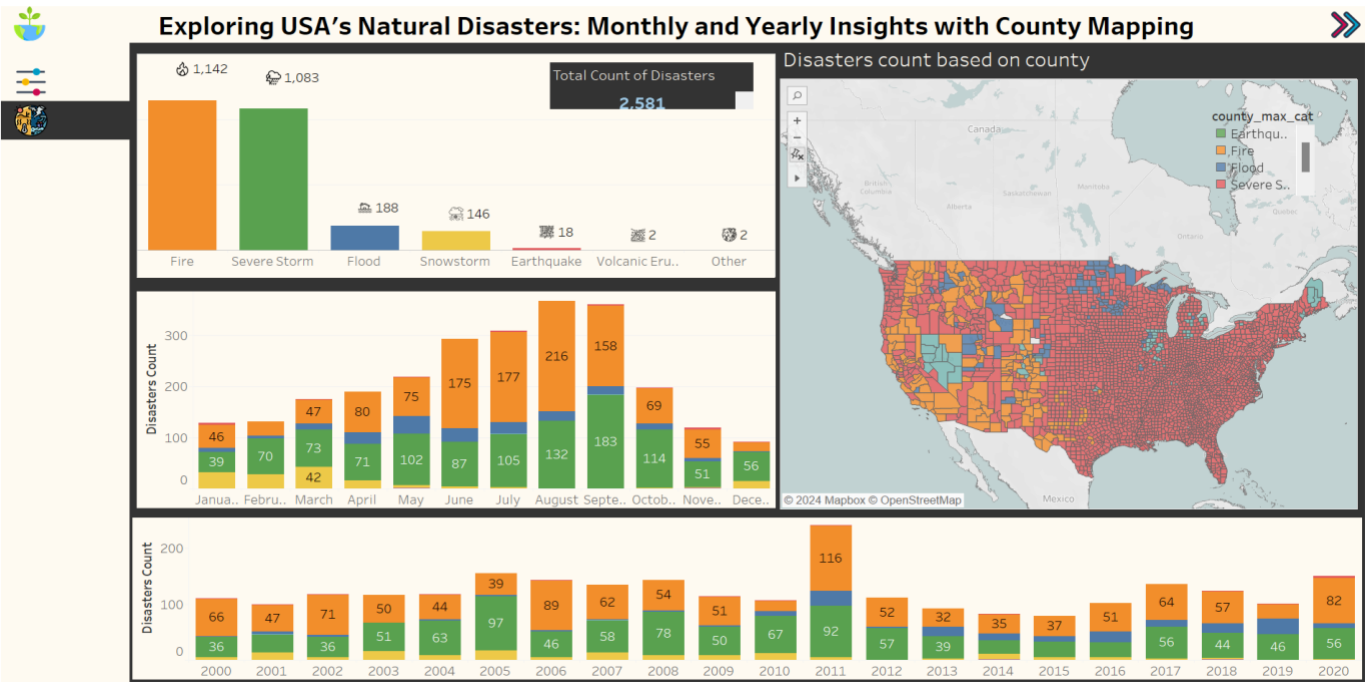 Exploring USA's Natural Disasters: Monthly and Yearly Insights with County Mapping
1,142
1,083
Total Count of Disasters
2,581
188
146
18
2
2
Fire
Severe Storm
Flood
Snowstorm
Earthquake
Volcanic Eru..
Other
Disasters count based on county
county_max_cat
Earthqu..
Fire
Flood
Severe S..
Canada
British
Columbia
Alberta
Saskatchewan
Manitoba
Ontario
Quebec
Mexico
© 2024 Mapbox © OpenStreetMap
Disasters Count
300
200
100
0
46
39
70
47
73
42
80
71
75
102
175
87
177
105
216
132
158
183
69
114
55
51
56
Janua..
Febru..
March
April
May
June
July
August
Septe..
Octob..
Nove..
Dece..
Disasters Count
200
100
0
66
36
47
71
36
50
51
44
63
39
97
89
46
62
58
54
78
51
50
67
116
92
52
57
32
39
35
37
51
64
56
57
44
46
82
56
2000
2001
2002
2003
2004
2005
2006
2007
2008
2009
2010
2011
2012
2013
2014
2015
2016
2017
2018
2019
2020